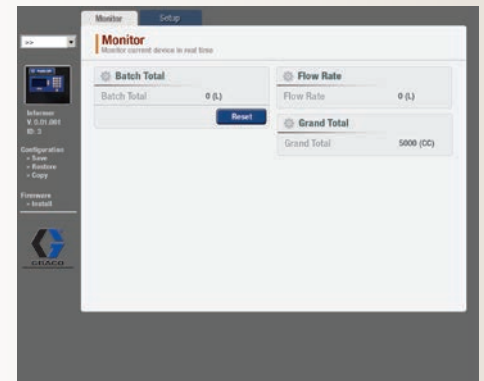 Monitor Setup
>>
Monitor
Monitor current device in real time
Batch Total
Batch Total 0 (L)
Reset
Flow Rate
Flow Rate 0 (L)
Grand Total
Grand Total 5000 (CC)
Informer
V 0.01.001
ID: 3
Configuration
» Save
» Restore
» Copy
Firmware
» Install
GRACO